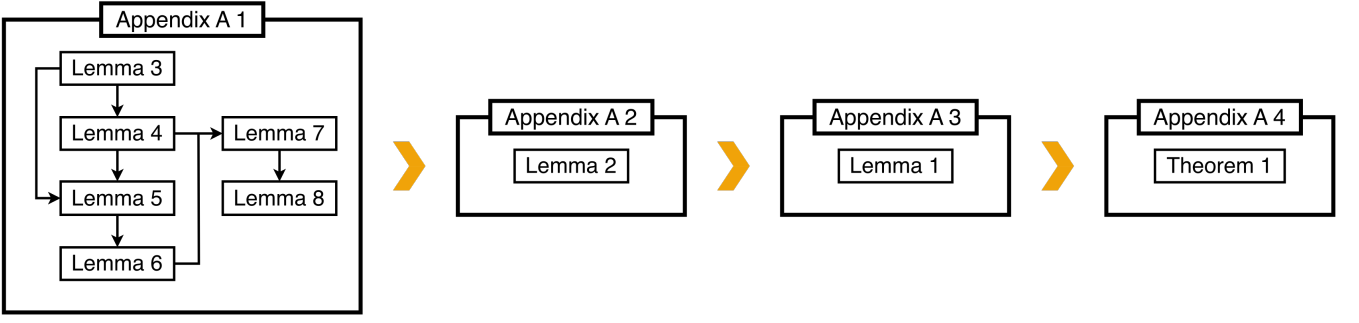 Appendix A 1
Lemma 3
Lemma 4
Lemma 7
Lemma 5
Lemma 8
Lemma 6
Appendix A 2
Lemma 2
Appendix A 3
Lemma 1
Appendix A 4
Theorem 1